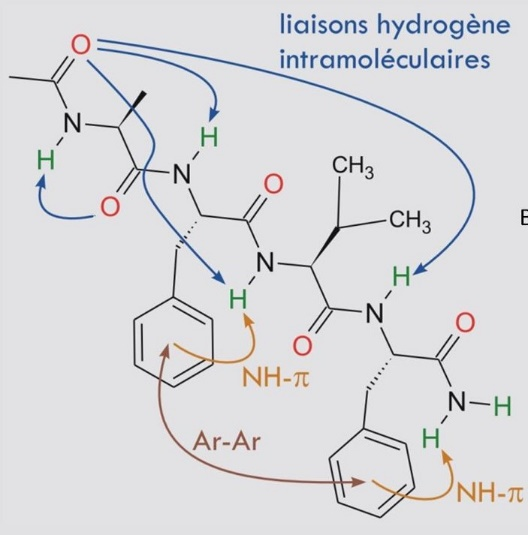 liaisons hydrogène
intramoléculaires
O
N
H
O
N
H
O
N
H
CH₃
CH₃
O
N
H
O
N
H
H
NH-π
Ar-Ar
NH-π
E